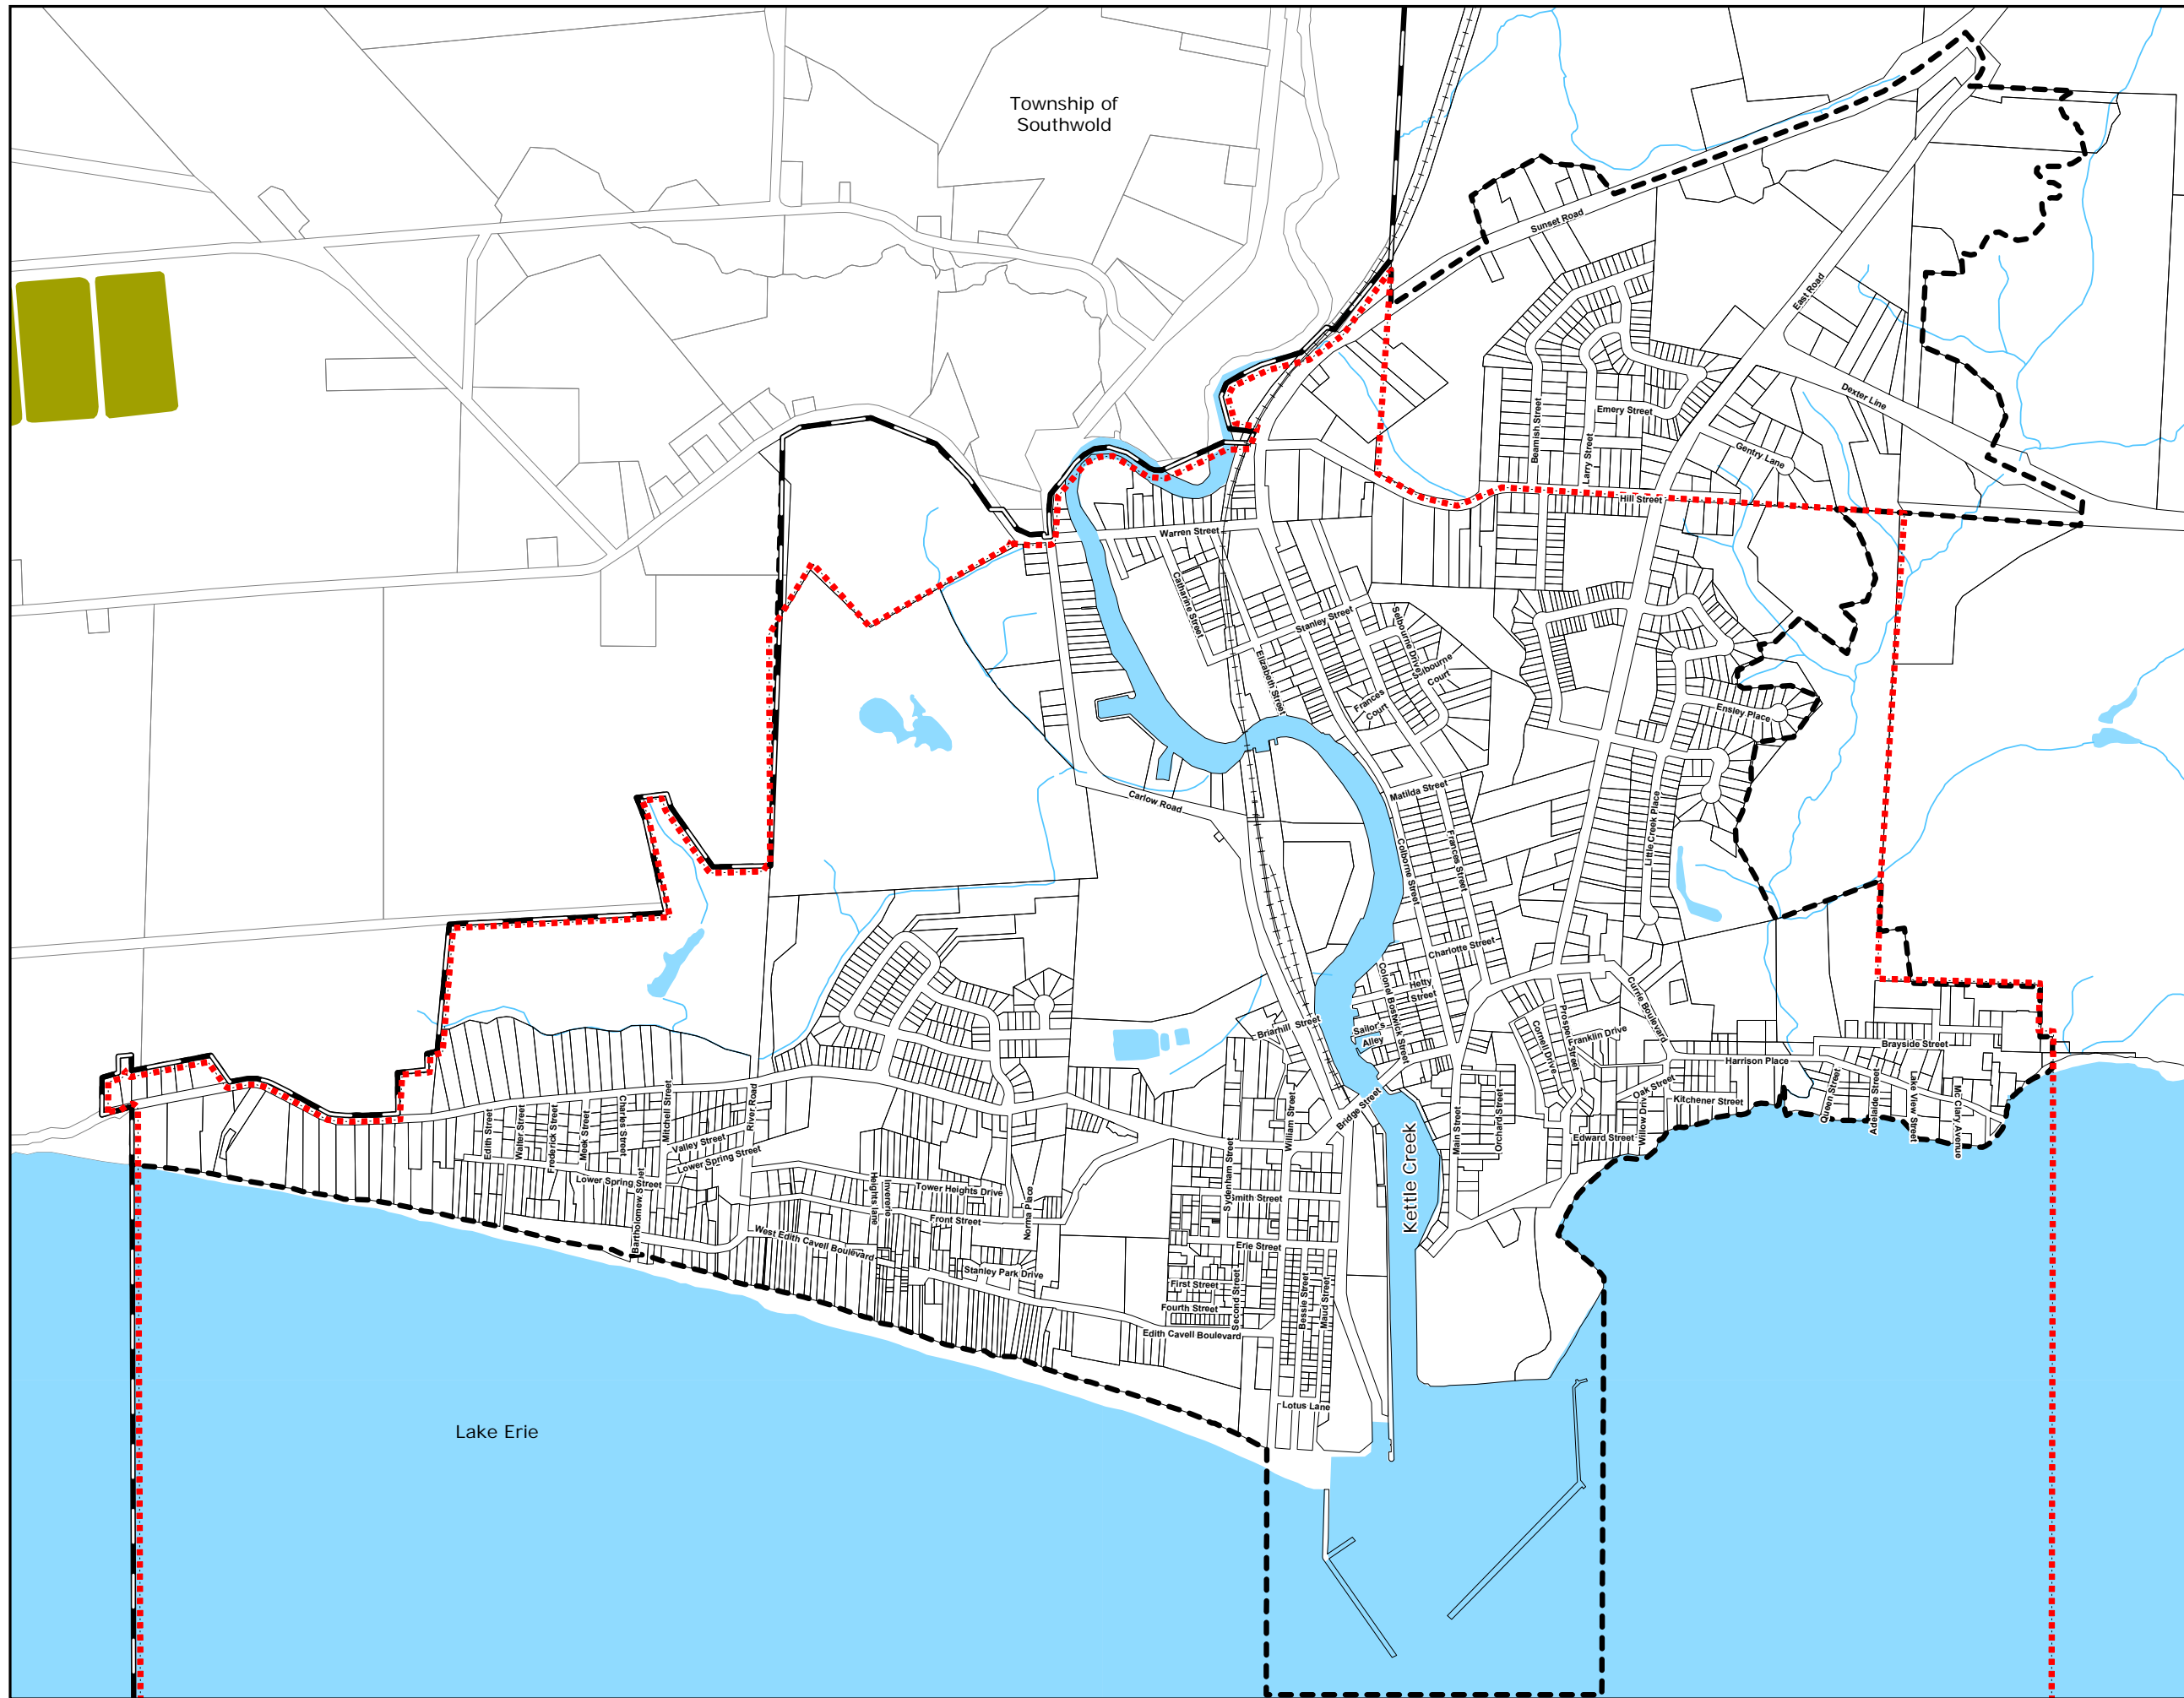 Township of
Southwold
Sunset Road
East Road
Dexter Line
Emery Street
Beamish Street
Larry Street
Gentry Lane
Hill Street
Warren Street
Catharine Street
Stanley Street
Selbourne Drive
Selbourne
Court
Elizabeth Street
Frances
Court
Ensley Place
Carlow Road
Matilda Street
Little Creek Place
Colborne Street
Frances Street
Charlotte Street
Colonel Bostwick Street
Hetty
Street
Sailor's
Alley
Briarhill Street
Currie Boulevard
Prospect Street
Connell Drive
Franklin Drive
Brayside Street
Harrison Place
Oak Street
Kitchener Street
Willow Drive
Edward Street
Queen Street
Adelaide Street
Lake View Street
Mc Clary Avenue
Bridge Street
William Street
Main Street
Orchard Street
Kettle Creek
Sydenham Street
Smith Street
Erie Street
First Street
Second Street
Fourth Street
Bessie Street
Maud Street
Edith Cavell Boulevard
Lotus Lane
Edith Street
Walter Street
Frederick Street
Meek Street
Charles Street
Mitchell Street
River Road
Valley Street
Lower Spring Street
Lower Spring Street
Bartholomew Street
Heights lane
Inverene
Tower Heights Drive
Front Street
Norma Place
West Edith Cavell Boulevard
Stanley Park Drive
Lake Erie